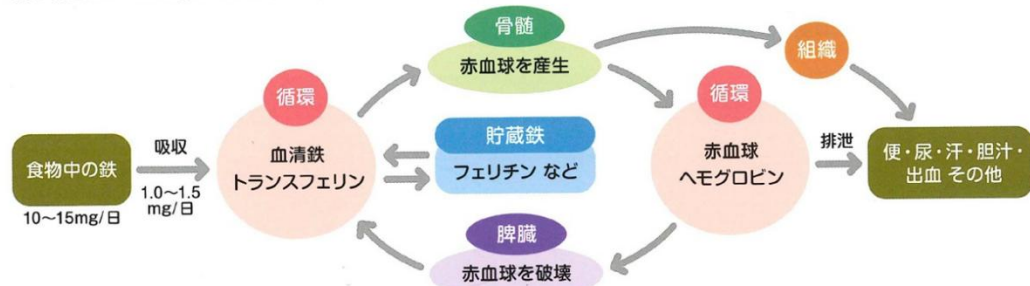 食物中の鉄
10～15mg/日
吸収
1.0～1.5
mg/日
循環
血清鉄
トランスフェリン
骨髄
赤血球を産生
貯蔵鉄
フェリチン など
脾臓
赤血球を破壊
組織
循環
赤血球
ヘモグロビン
排泄
便・尿・汗・胆汁・
出血 その他